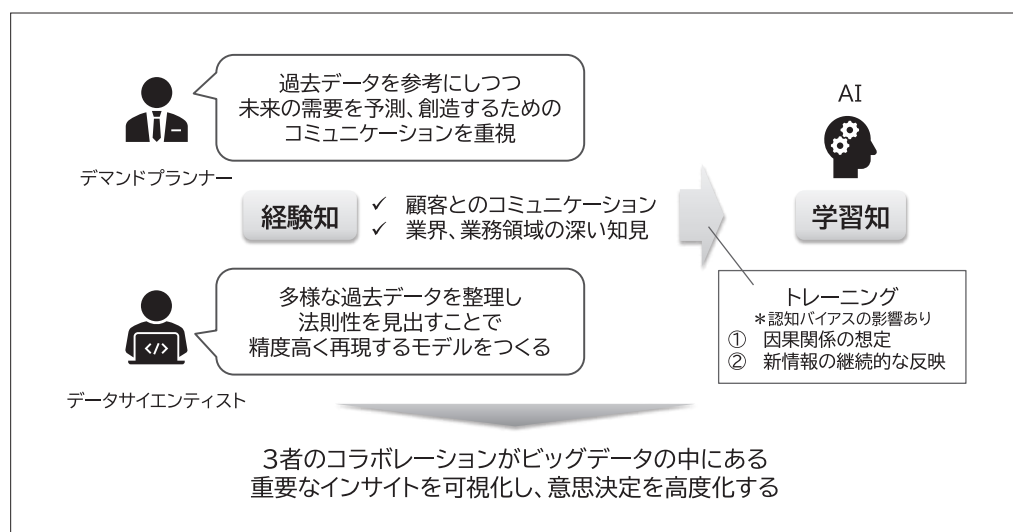 過去データを参考にしつつ
未来の需要を予測、創造するための
コミュニケーションを重視
デマンドプランナー
AI
経験知
✓ 顧客とのコミュニケーション
✓ 業界、業務領域の深い知見
学習知
多様な過去データを整理し
法則性を見出すことで
精度高く再現するモデルをつくる
</>
データサイエンティスト
トレーニング
＊認知バイアスの影響あり
① 因果関係の想定
② 新情報の継続的な反映
3者のコラボレーションがビッグデータの中にある
重要なインサイトを可視化し、意思決定を高度化する